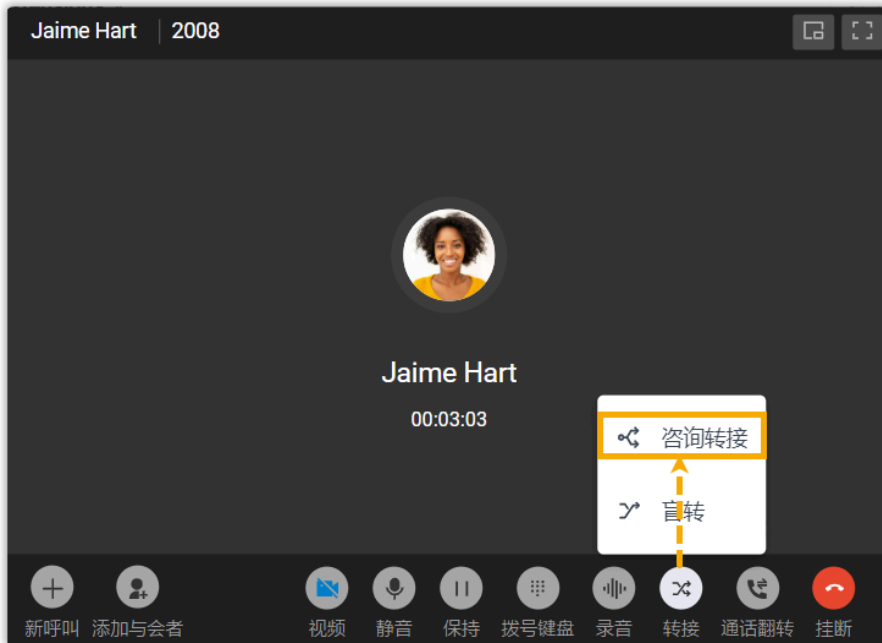 Jaime Hart 2008
Jaime Hart
00:03:03
咨询转接
盲转
新呼叫 添加与会者 视频 静音 保持 拨号键盘 录音 转接 通话翻转 挂断